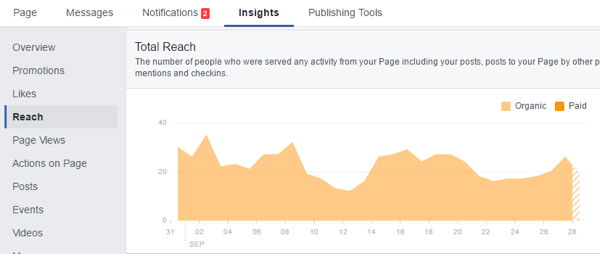 Page Messages Notifications 2 Insights Publishing Tools
Overview
Promotions
Likes
Reach
Page Views
Actions on Page
Posts
Events
Videos
Total Reach
The number of people who were served any activity from your Page including your posts, posts to your Page by other p
mentions and checkins.
Organic Paid
40
20
0
31 02 04 06 08 10 12 14 16 18 20 22 24 26 28
SEP